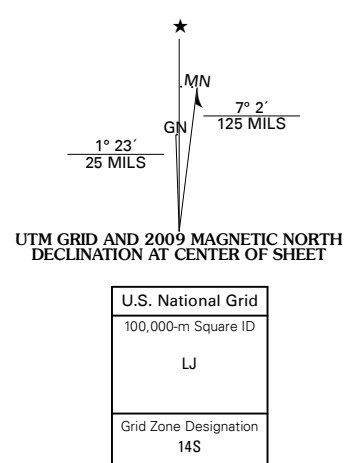 MN
7° 2´
125 MILS
GN
1° 23´
25 MILS
UTM GRID AND 2009 MAGNETIC NORTH
DECLINATION AT CENTER OF SHEET
U.S. National Grid
100,000-m Square ID
LJ
Grid Zone Designation
14S